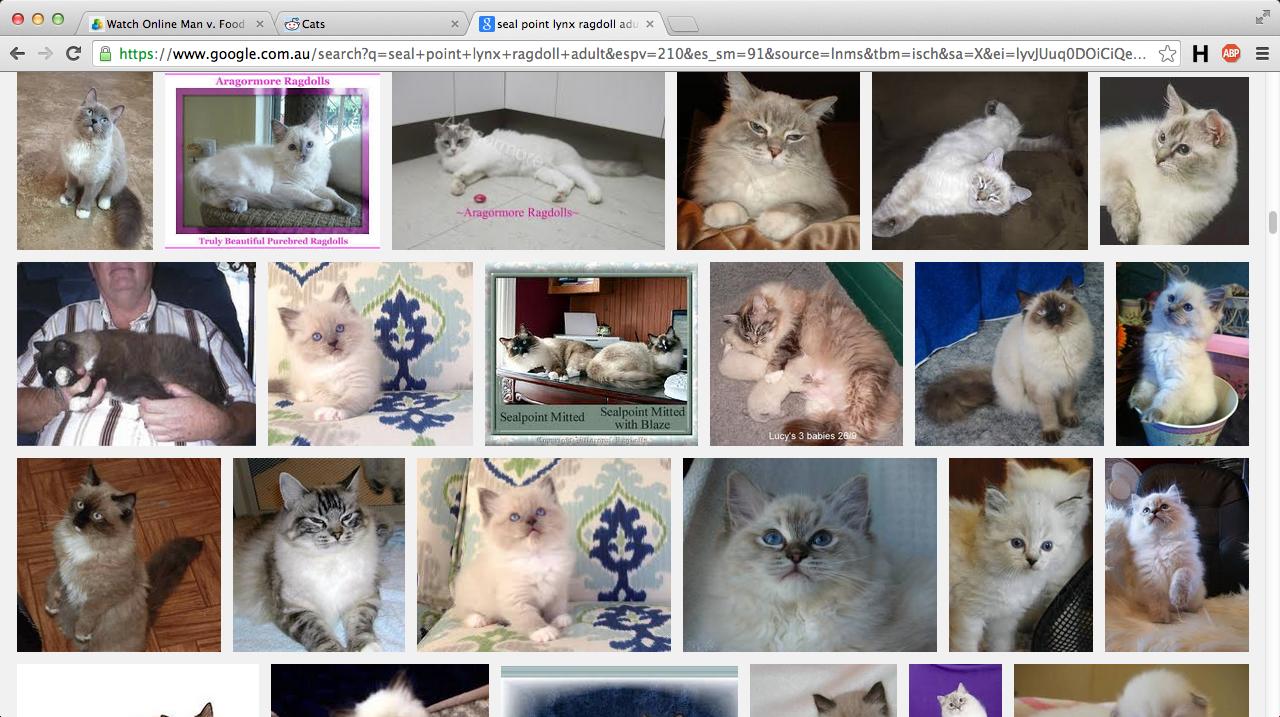 Watch Online Man v. Food
Cats
seal point lynx ragdoll adu
https://www.google.com.au/search?q=seal+point+lynx+ragdoll+adult&espv=210&es_sm=91&source=lnms&tbm=isch&sa=X&ei=lyvJUuq0DOiCiQe...
H
ABP
Aragormore Ragdolls
Truly Beautiful Purebred Ragdolls
~Aragormore Ragdolls~
Sealpoint Mitted
Sealpoint Mitted
with Blaze
Lucy's 3 babies 26/9